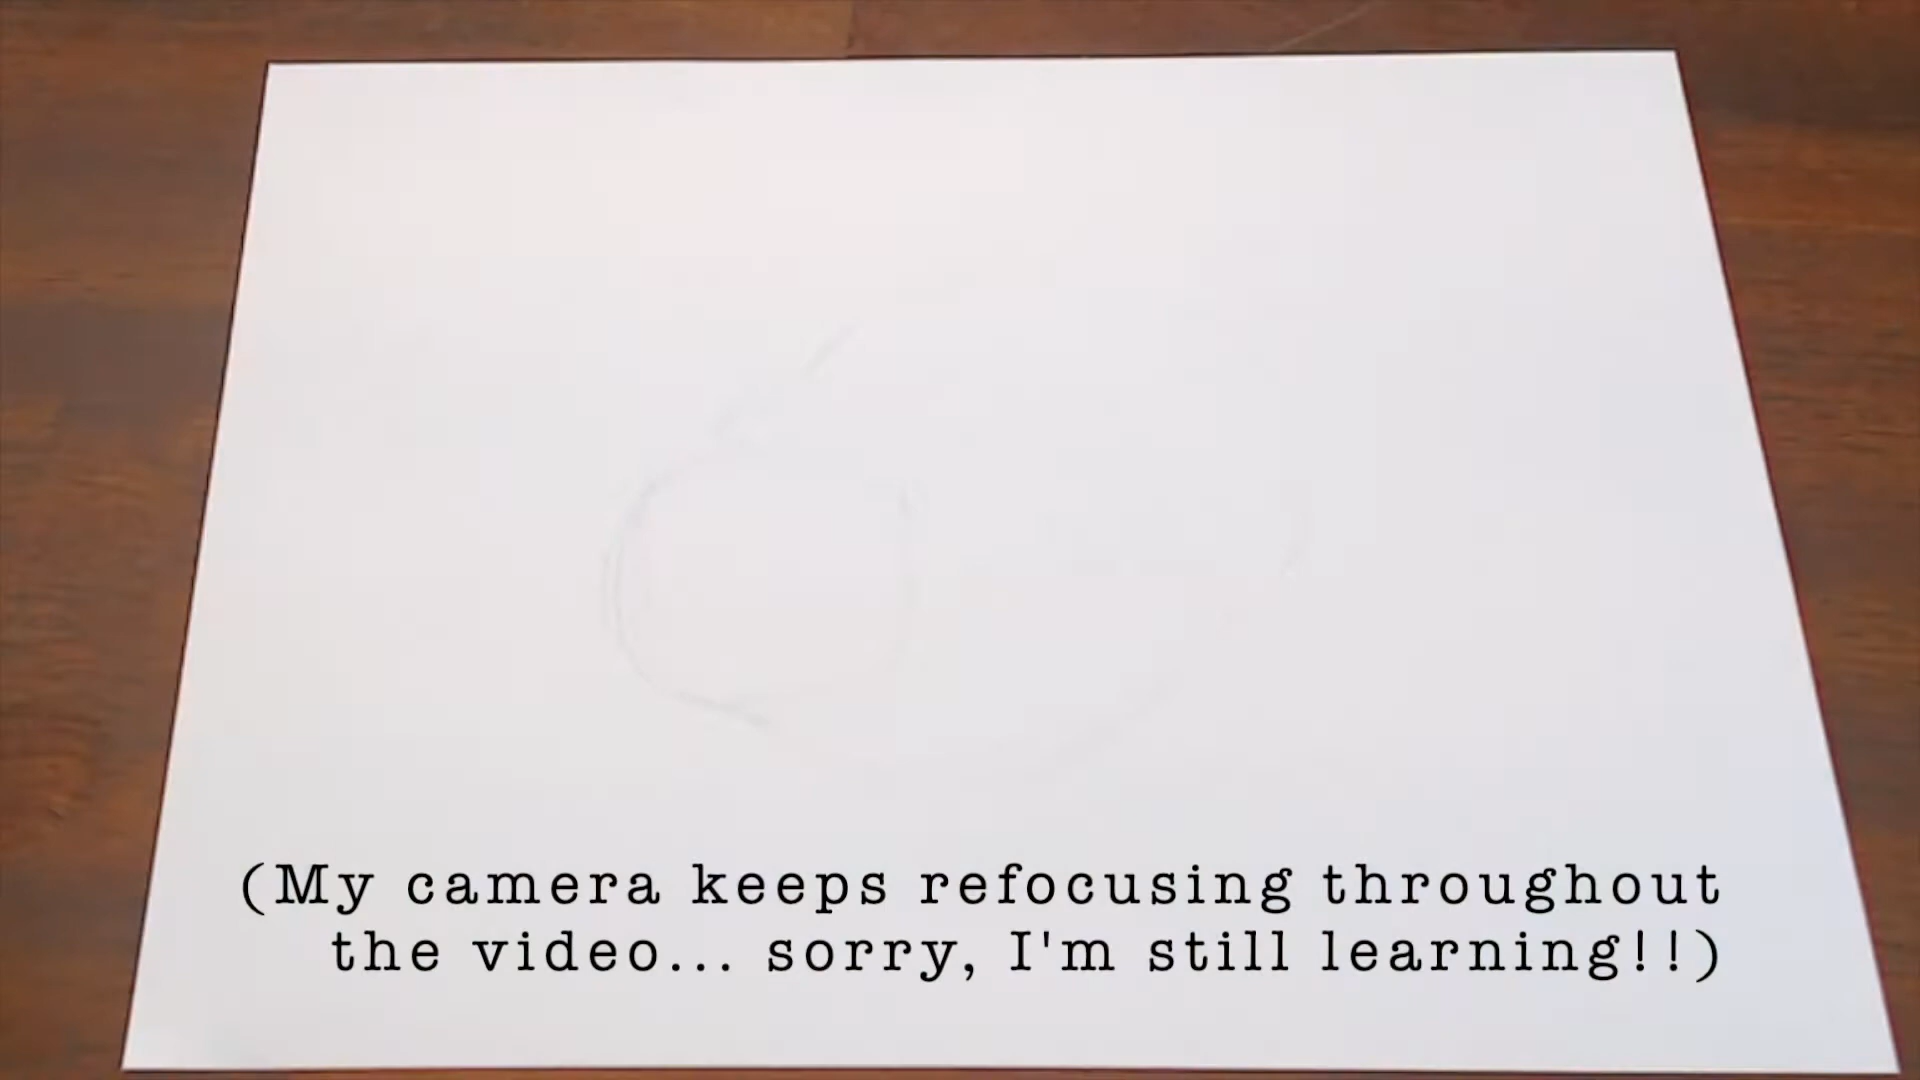 (My camera keeps refocusing throughout
the video... sorry, I'm still learning!!)